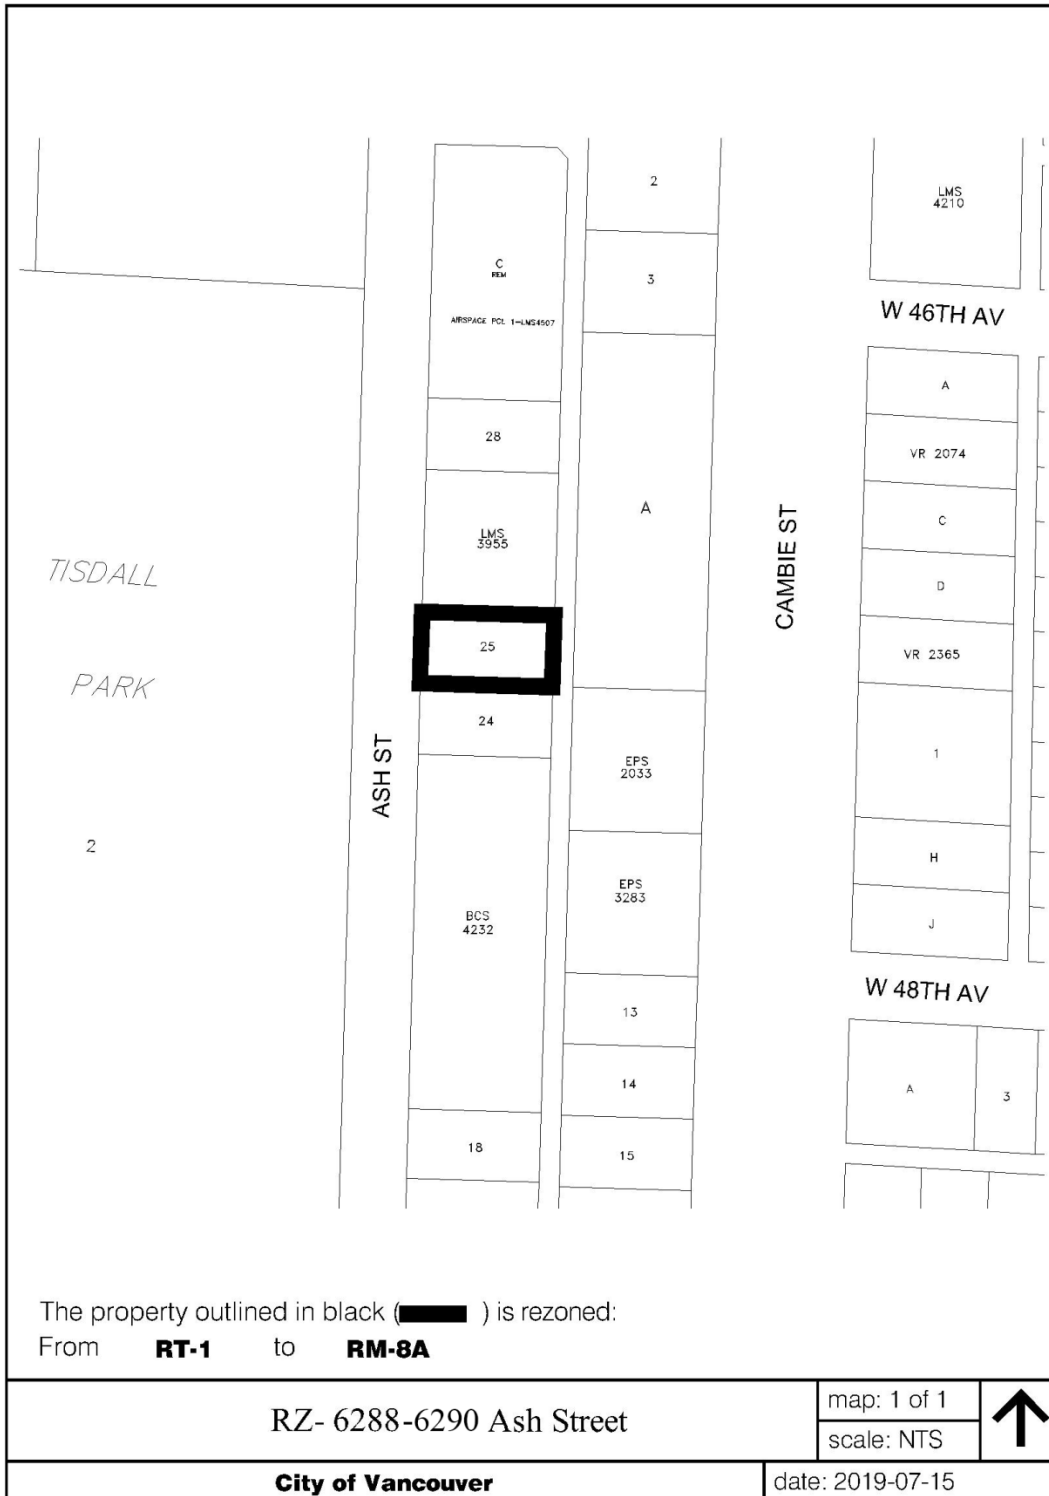 2
LMS
4210
C
REM
3
W 46TH AV
AIRSPACE PCL 1-LMS4507
A
28
VR 2074
A
C
LMS
3955
CAMBIE ST
TISDALL
D
25
VR 2365
PARK
24
ASH ST
EPS
2033
1
2
H
EPS
3283
BCS
4232
J
W 48TH AV
13
14
A
3
18
15
The property outlined in black ( ) is rezoned:
From RT-1 to RM-8A
RZ- 6288-6290 Ash Street
map: 1 of 1
scale: NTS
City of Vancouver
date: 2019-07-15